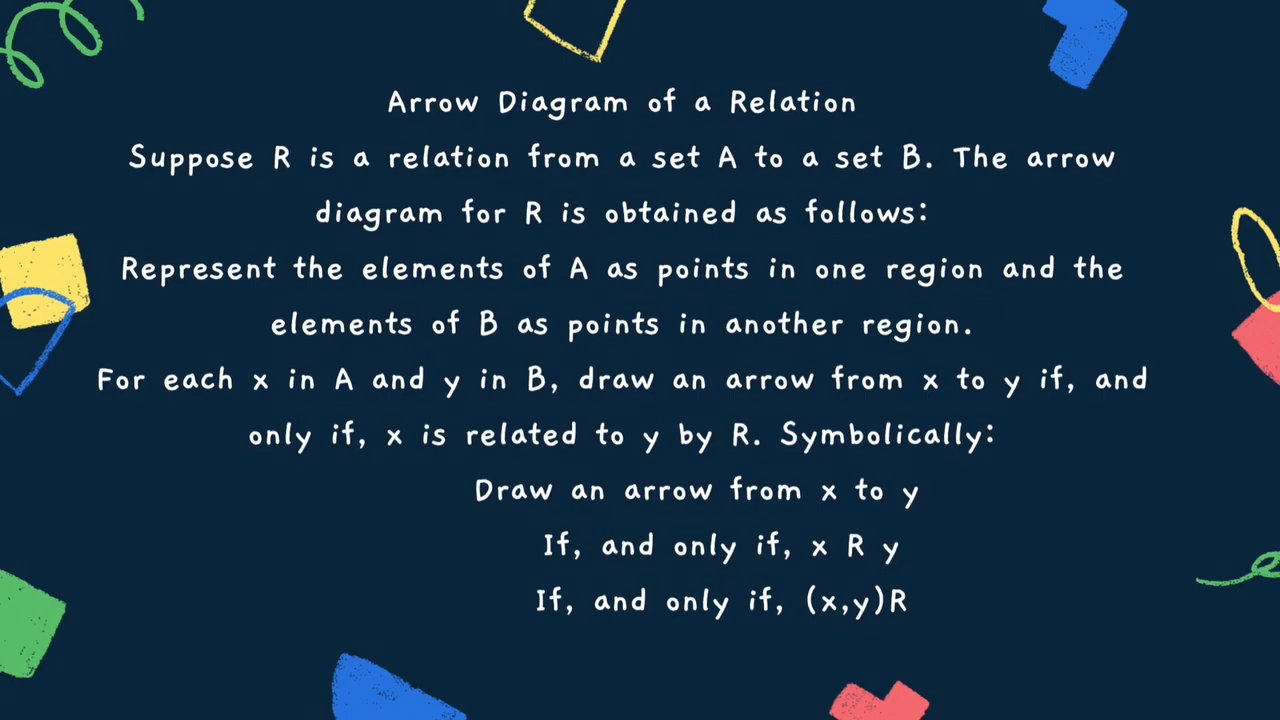 Arrow Diagram of a Relation
Suppose R is a relation from a set A to a set B. The arrow
diagram for R is obtained as follows:
Represent the elements of A as points in one region and the
elements of B as points in another region.
For each x in A and y in B, draw an arrow from x to y if, and
only if, x is related to y by R. Symbolically:
Draw an arrow from x to y
If, and only if, x R y
If, and only if, (x,y)R